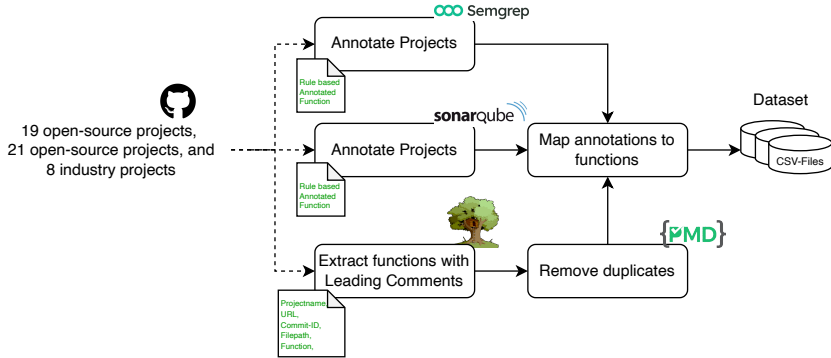 Semgrep
Annotate Projects
Rule based
Annotated
Function
19 open-source projects,
21 open-source projects, and
8 industry projects
sonarqube
Annotate Projects
Rule based
Annotated
Function
Map annotations to
functions
Dataset
CSV-Files
Extract functions with
Leading Comments
Projectname,
URL,
Commit-ID,
Filepath,
Function,
{PMD}
Remove duplicates